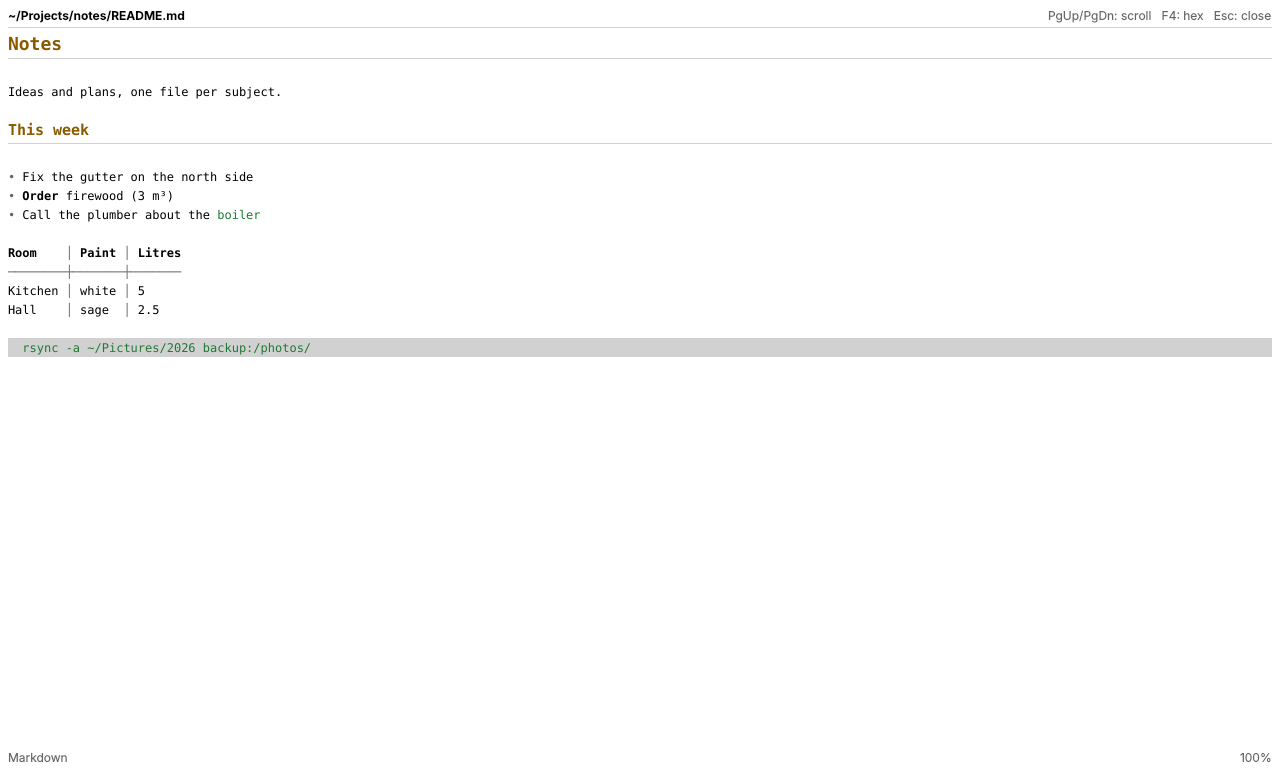 ~/Projects/notes/README.md PgUp/PgDn: scroll F4: hex Esc: close
Notes
Ideas and plans, one file per subject.
This week
• Fix the gutter on the north side
• Order firewood (3 m³)
• Call the plumber about the boiler
Room │ Paint │ Litres
Kitchen │ white │ 5
Hall │ sage │ 2.5
rsync -a ~/Pictures/2026 backup:/photos/
Markdown 100%